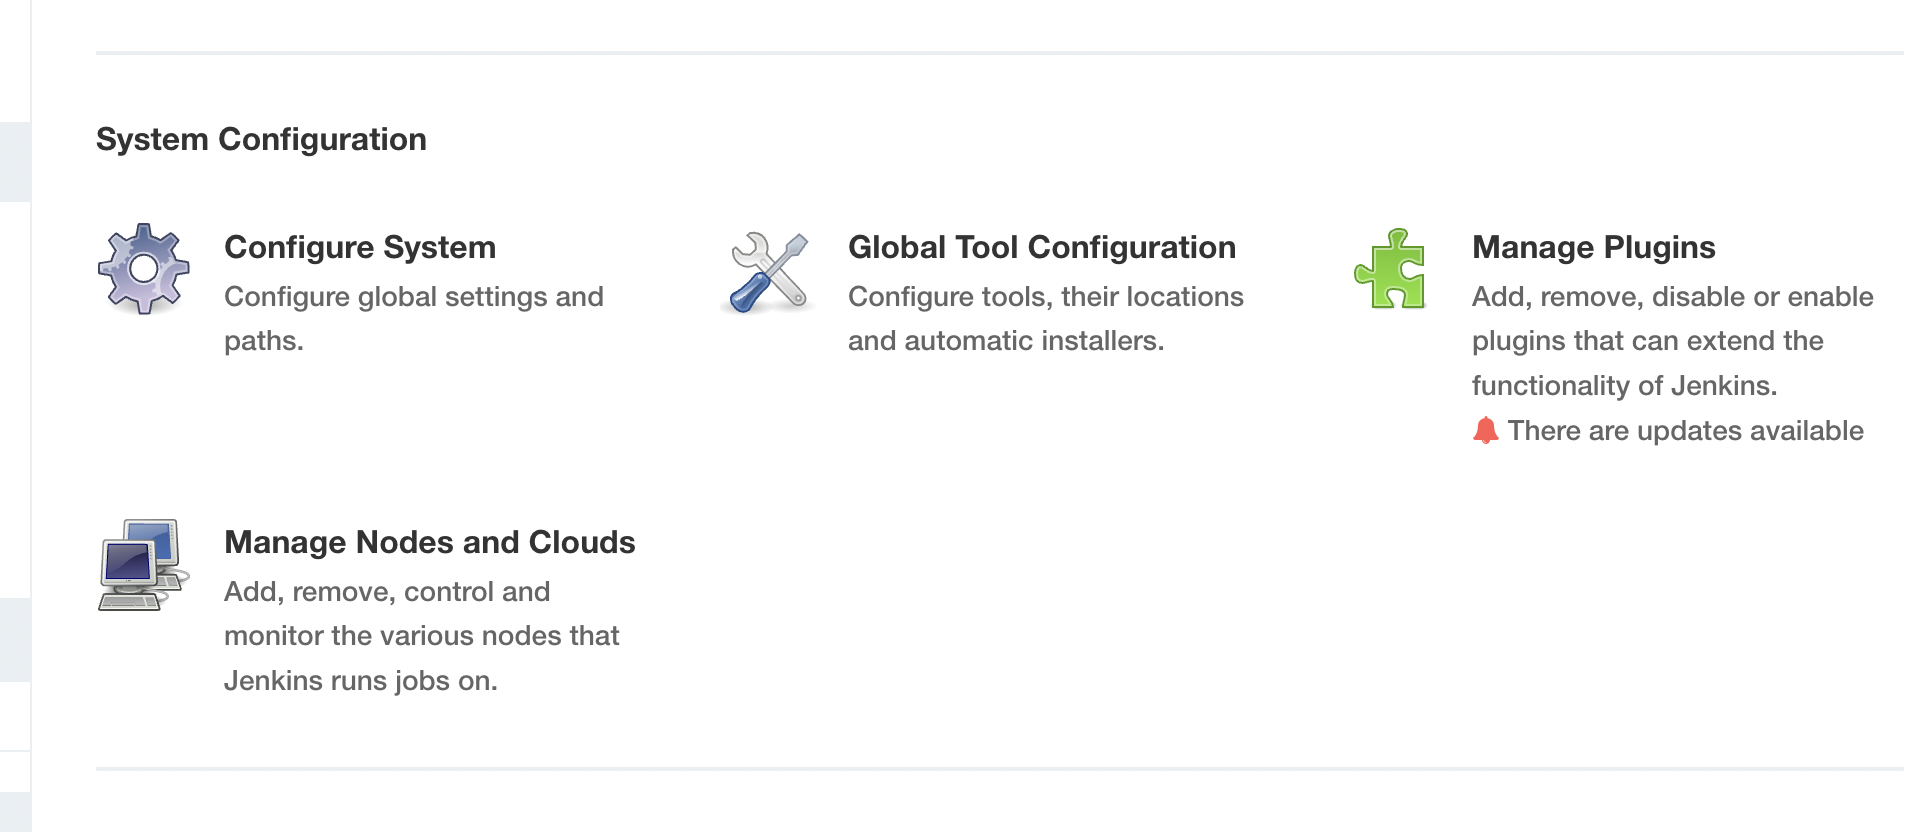 System Configuration
Configure System
Configure global settings and
paths.
Global Tool Configuration
Configure tools, their locations
and automatic installers.
Manage Plugins
Add, remove, disable or enable
plugins that can extend the
functionality of Jenkins.
There are updates available
Manage Nodes and Clouds
Add, remove, control and
monitor the various nodes that
Jenkins runs jobs on.